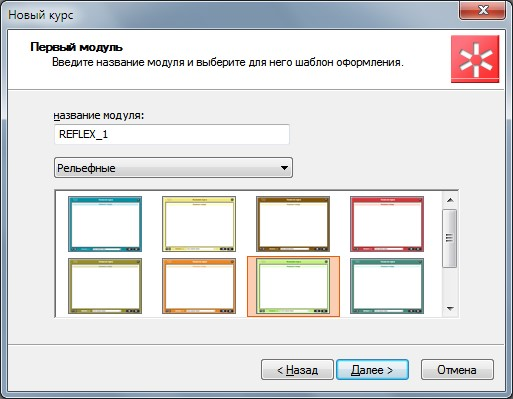 Новый курс
Первый модуль
Введите название модуля и выберите для него шаблон оформления.
Название модуля:
REFLEX_1
Рельефные
< Назад
Далее >
Отмена